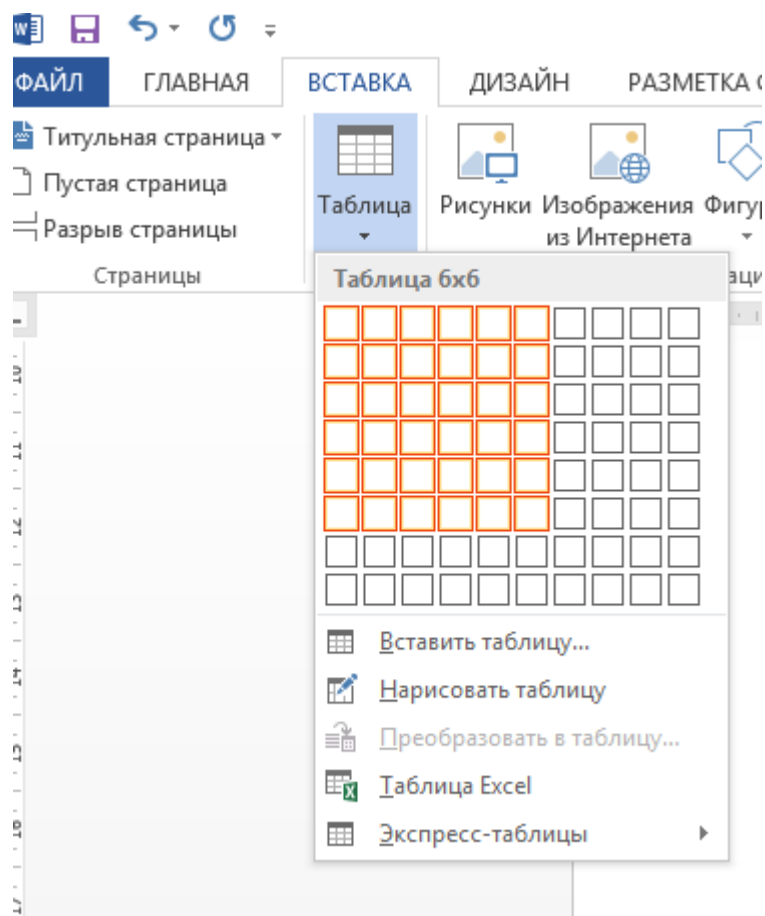 ФАЙЛ ГЛАВНАЯ ВСТАВКА ДИЗАЙН РАЗМЕТКА
Титульная страница
Пустая страница
Разрыв страницы
Страницы
Таблица
Рисунки
Изображения
из Интернета
Таблица 6x6
Вставить таблицу...
Нарисовать таблицу
Преобразовать в таблицу...
Таблица Excel
Экспресс-таблицы